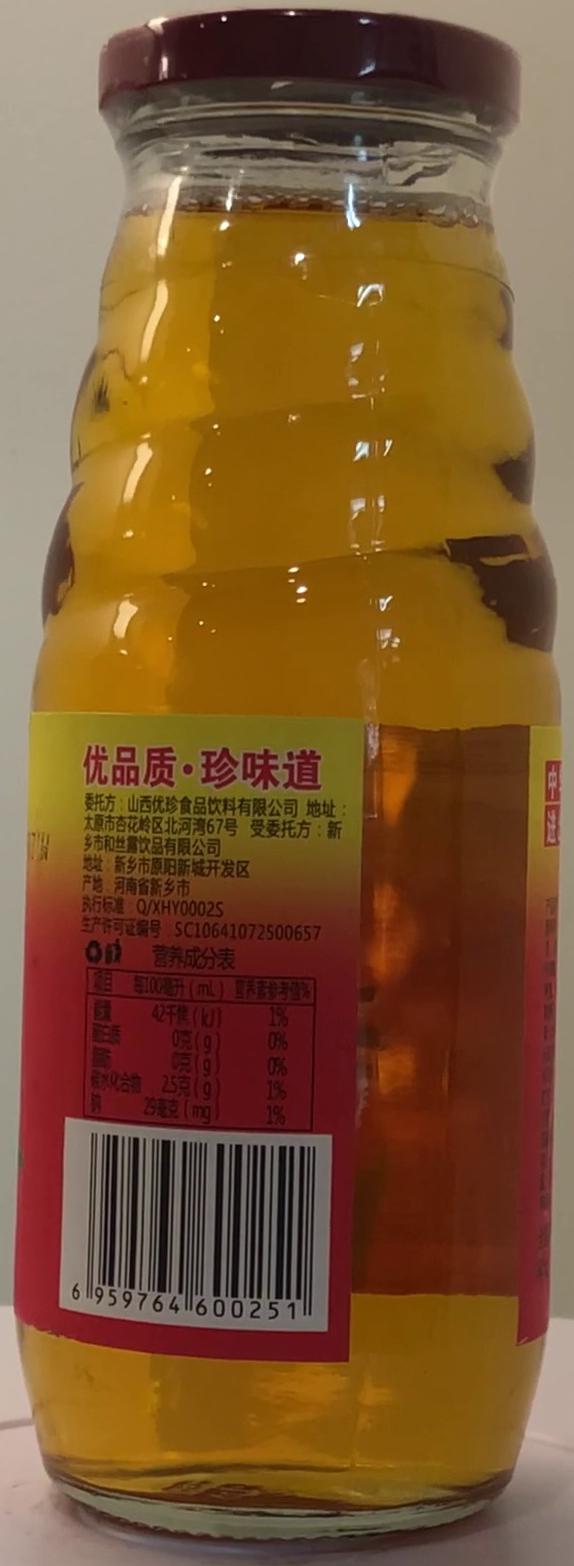 优品质·珍味道
委托方：山西优珍食品饮料有限公司 地址：
太原市杏花岭区北河湾67号 受委托方：新
乡市和丝露饮品有限公司
地址：新乡市原阳新城开发区
产地：河南省新乡市
执行标准：Q/XHY0002S
生产许可证编号 SC10641072500657
营养成分表
项目 每100毫升（mL） 营养素参考值%
能量 42千焦（kJ） 1%
蛋白质 0克（g） 0%
脂肪 0克（g） 0%
碳水化合物 2.5克（g） 1%
钠 29毫克（mg） 1%
6 959764 600251
中
进